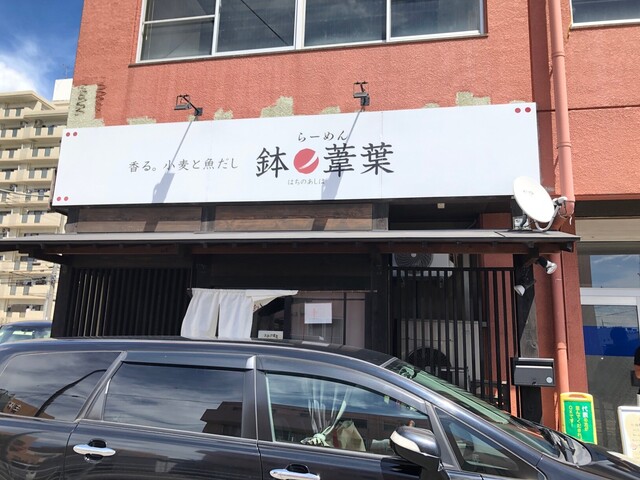 らーめん
香る。小麦と魚だし
鉢の葦葉
はちのあしは